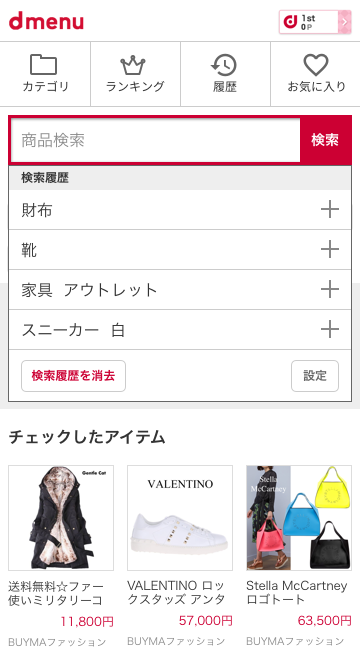 dmenu
d 1st
0P
カテゴリ
ランキング
履歴
お気に入り
商品検索
検索
検索履歴
財布
靴
家具 アウトレット
スニーカー 白
検索履歴を消去
設定
チェックしたアイテム
Gentle Cat
VALENTINO
Stella
McCartney
送料無料☆ファー
使いミリタリーコ
11,800円
BUYMAファッション
VALENTINO ロッ
クスタッズ アンタ
57,000円
BUYMAファッション
Stella McCartney
ロゴトート
63,500円
BUYMAファッション